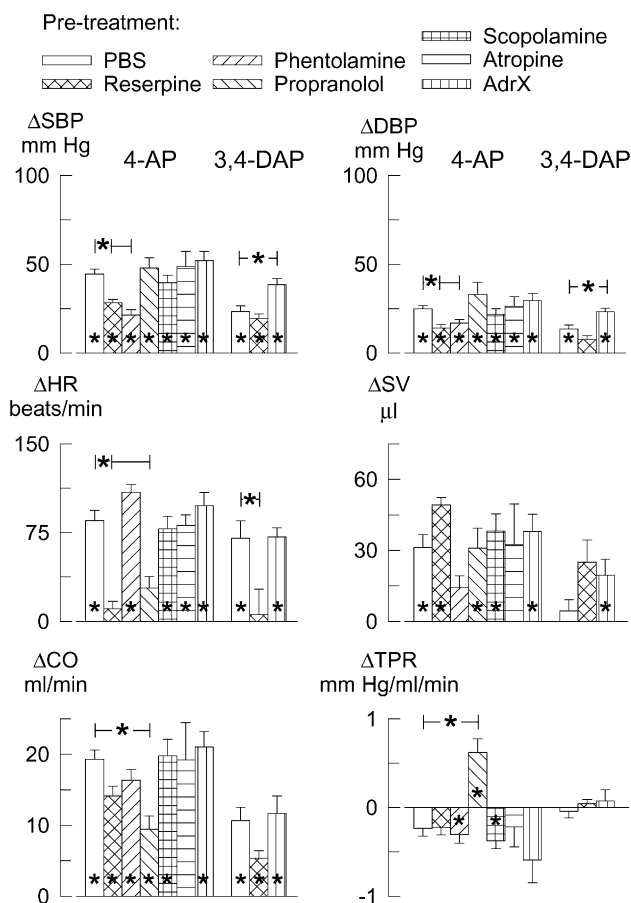 Pre-treatment:
PBS
Reserpine
Phentolamine
Propranolol
Scopolamine
Atropine
AdrX
ΔSBP
mm Hg
4-AP
3,4-DAP
100
50
0
* * * * * * * * * * * *
ΔDBP
mm Hg
4-AP
3,4-DAP
100
50
0
* * * * * * * * * * *
ΔHR
beats/min
150
75
0
* * * * * * * * *
ΔSV
μl
60
30
0
* * * * * * *
ΔCO
ml/min
20
10
0
* * * * * * * * * *
ΔTPR
mm Hg/ml/min
1
0
-1
* * * *